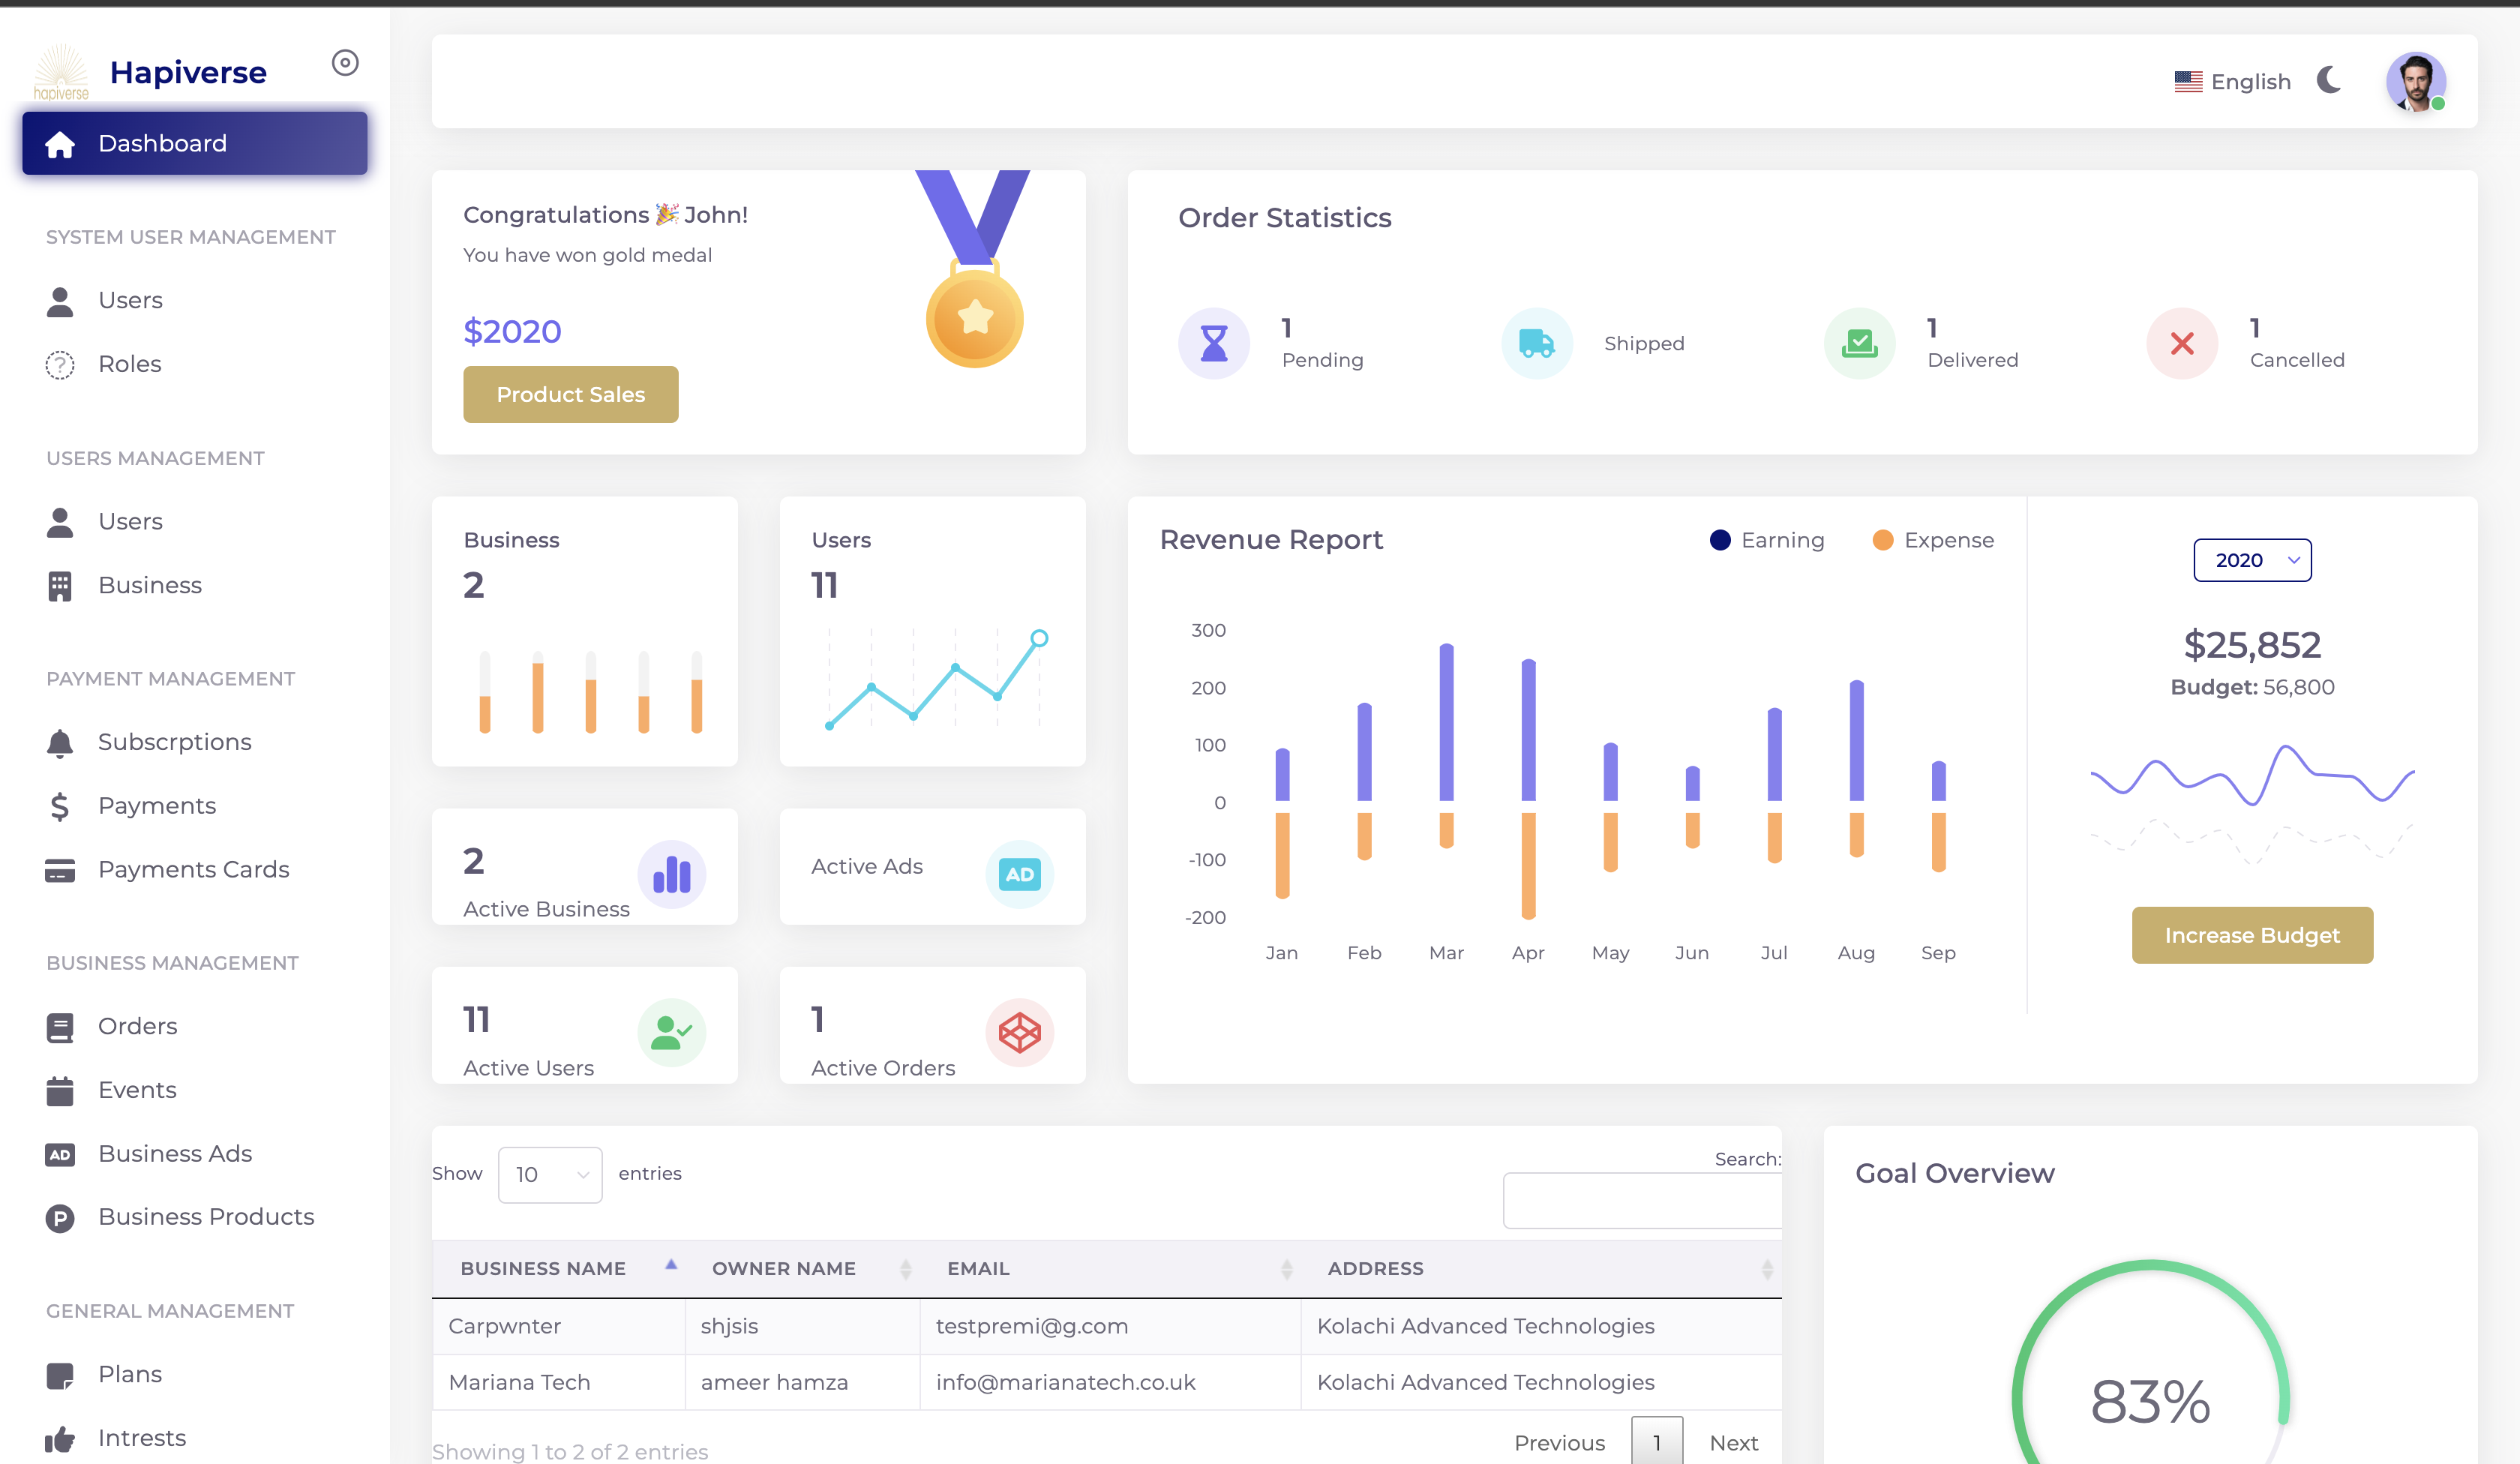 hapiverse
Hapiverse
Dashboard
SYSTEM USER MANAGEMENT
Users
Roles
USERS MANAGEMENT
Users
Business
PAYMENT MANAGEMENT
Subscrptions
Payments
Payments Cards
BUSINESS MANAGEMENT
Orders
Events
AD
Business Ads
P
Business Products
GENERAL MANAGEMENT
Plans
Intrests
English
Congratulations 🎉 John!
You have won gold medal
$2020
Product Sales
Order Statistics
1
Pending
Shipped
1
Delivered
1
Cancelled
Business
2
Users
11
2
Active Business
Active Ads
AD
11
Active Users
1
Active Orders
Revenue Report
Earning
Expense
300
200
100
0
-100
-200
Jan Feb Mar Apr May Jun Jul Aug Sep
2020
$25,852
Budget: 56,800
Increase Budget
Show 10 entries
Search:
BUSINESS NAME OWNER NAME EMAIL ADDRESS
Carpwnter shjsis testpremi@g.com Kolachi Advanced Technologies
Mariana Tech ameer hamza info@marianatech.co.uk Kolachi Advanced Technologies
Showing 1 to 2 of 2 entries
Previous 1 Next
Goal Overview
83%